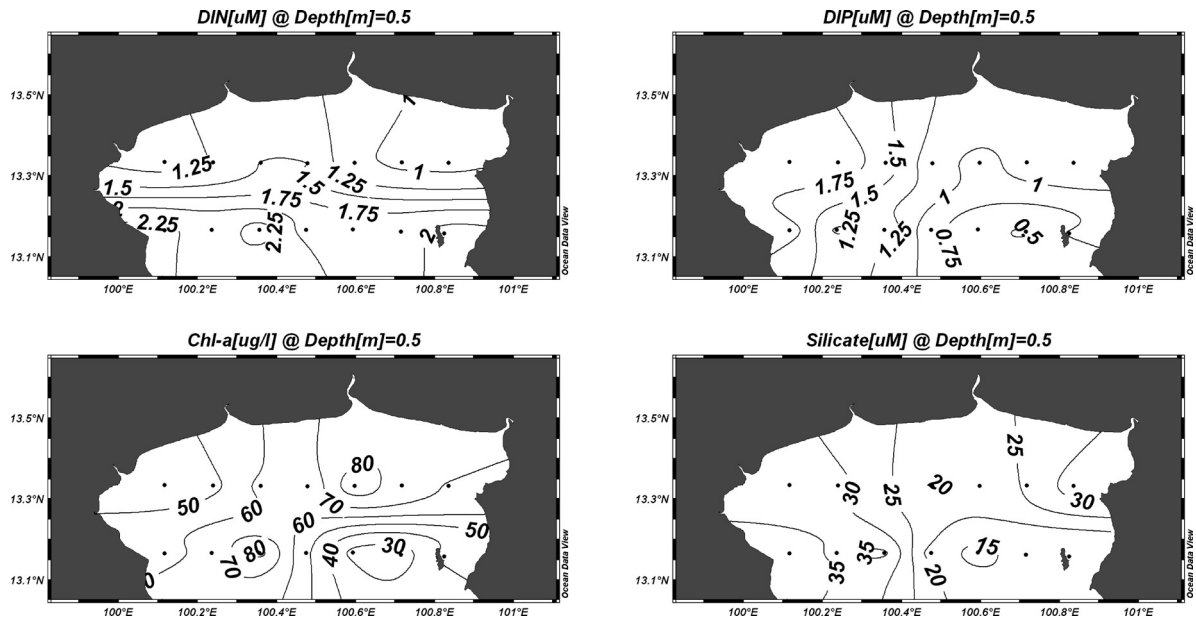 DIN[uM] @ Depth[m]=0.5
13.5°N
13.3°N
13.1°N
1
1.25
1.5
1.25
1
1.5
1.75
1.75
2
2.25
2.25
2
100°E 100.2°E 100.4°E 100.6°E 100.8°E 101°E
Ocean Data View
DIP[uM] @ Depth[m]=0.5
13.5°N
13.3°N
13.1°N
1.5
1.75
1.5
1
1
1.25
1.25
0.75
0.5
100°E 100.2°E 100.4°E 100.6°E 100.8°E 101°E
Ocean Data View
Chl-a[ug/l] @ Depth[m]=0.5
13.5°N
13.3°N
13.1°N
80
50
60
70
60
50
80
70
40
30
100°E 100.2°E 100.4°E 100.6°E 100.8°E 101°E
Ocean Data View
Silicate[uM] @ Depth[m]=0.5
13.5°N
13.3°N
13.1°N
25
30
25
20
30
35
15
35
20
100°E 100.2°E 100.4°E 100.6°E 100.8°E 101°E
Ocean Data View